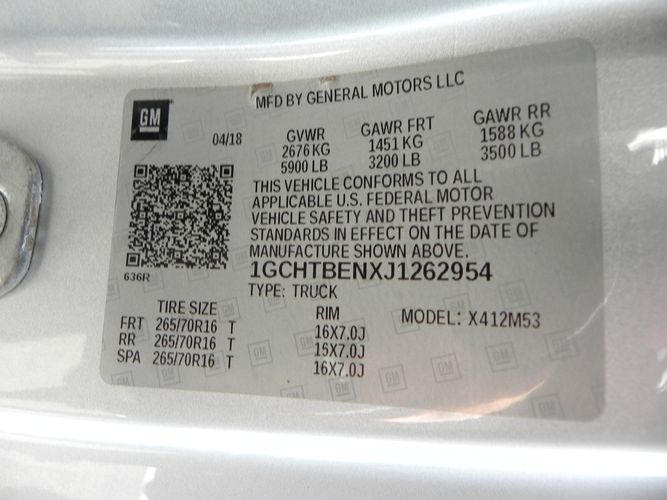 GM
MFD BY GENERAL MOTORS LLC
04/18 GVWR GAWR FRT GAWR RR
2676 KG 1451 KG 1588 KG
5900 LB 3200 LB 3500 LB
THIS VEHICLE CONFORMS TO ALL
APPLICABLE U.S. FEDERAL MOTOR
VEHICLE SAFETY AND THEFT PREVENTION
STANDARDS IN EFFECT ON THE DATE OF
MANUFACTURE SHOWN ABOVE.
636R
1GCHTBENXJ1262954
TYPE: TRUCK
TIRE SIZE RIM MODEL: X412M53
FRT 265/70R16 T 16X7.0J
RR 265/70R16 T 15X7.0J
SPA 265/70R16 T 16X7.0J